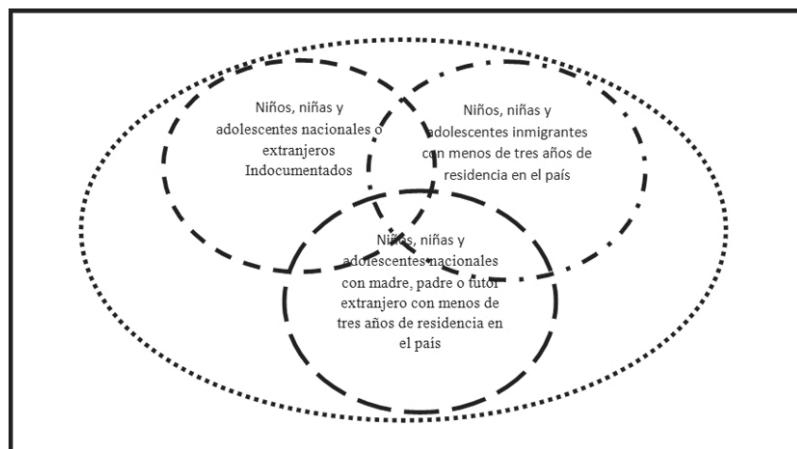 Niños, niñas y
adolescentes nacionales o
extranjeros
Indocumentados
Niños, niñas y
adolescentes inmigrantes
con menos de tres años de
residencia en el país
Niños, niñas y
adolescentes nacionales
con madre, padre o tutor
extranjero con menos de
tres años de residencia en
el país